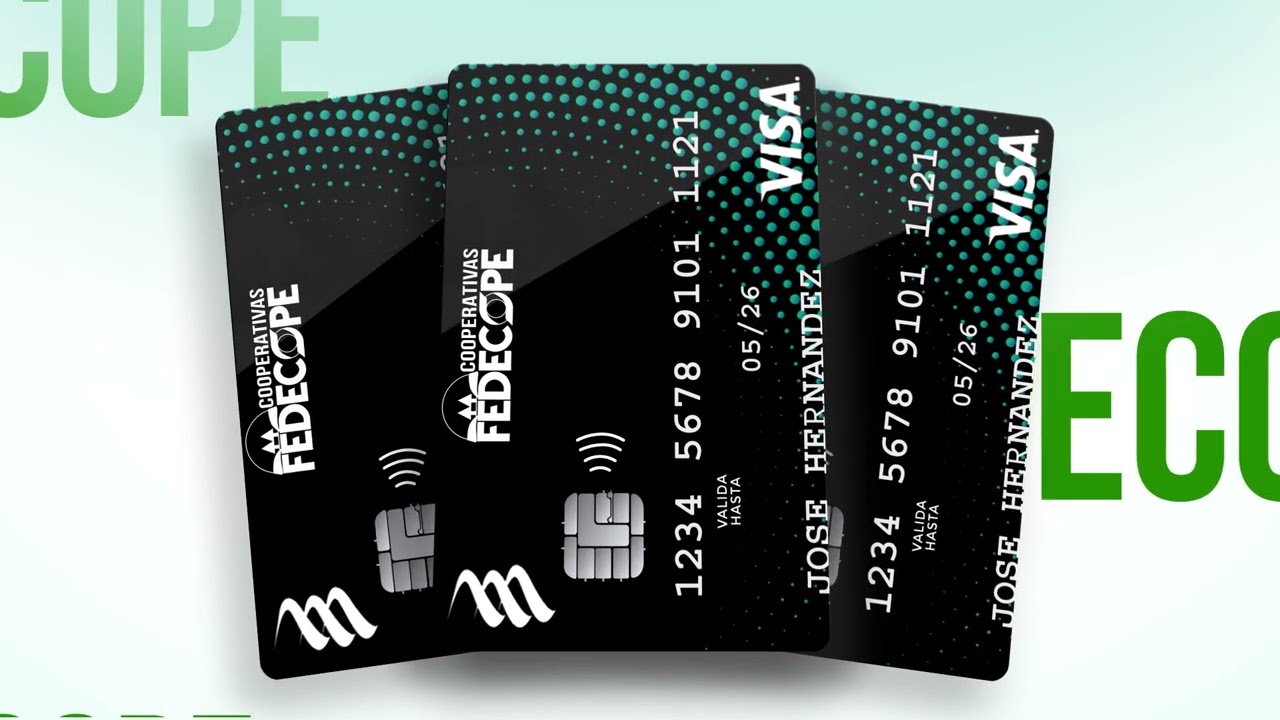 COPE
COOPERATIVAS
FEDECOPE
COOPERATIVAS
FEDECOPE
1234 5678 9101 1121
05/26
VALIDA
HASTA
JOSE HERNANDEZ
VISA
1234 5678 9101 1121
05/26
VALIDA
HASTA
JOSE HERNANDEZ
VISA
ECO